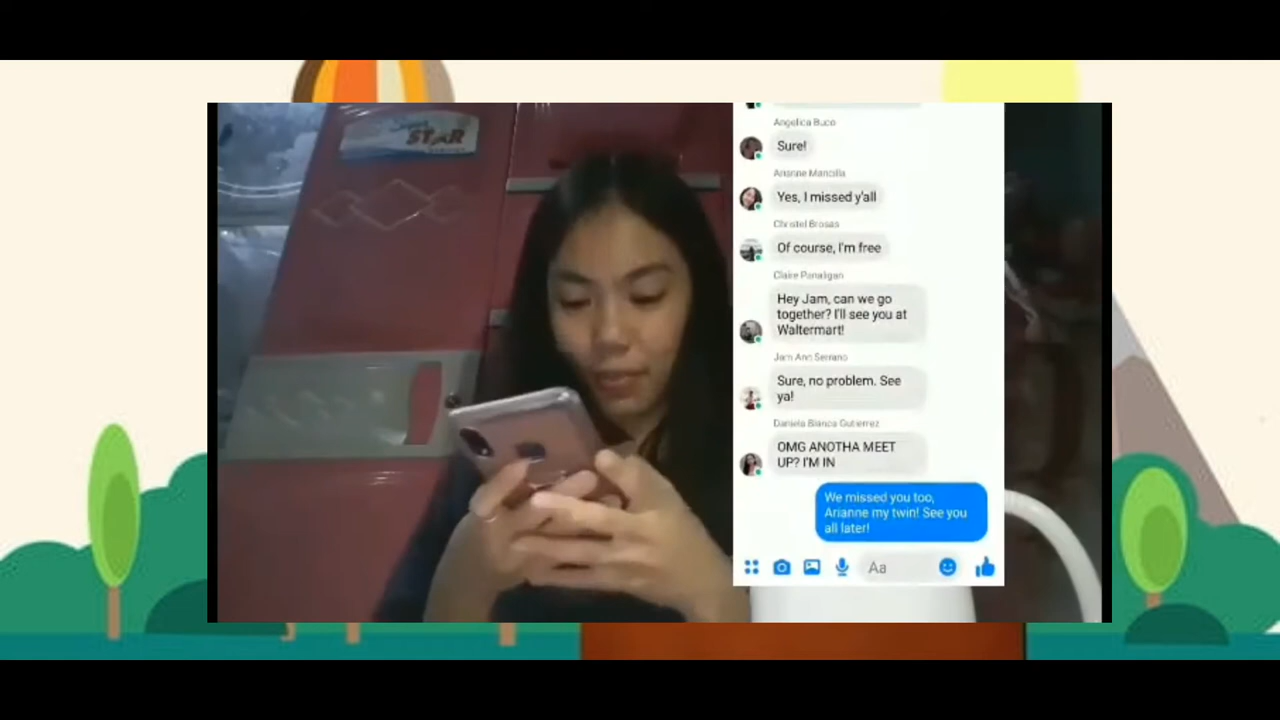 STAR
Angelica Buco
Sure!
Arianne Mancilla
Yes, I missed y'all
Christel Brosas
Of course, I'm free
Claire Panaligan
Hey Jam, can we go
together? I'll see you at
Waltermart!
Jam Ann Serrano
Sure, no problem. See
ya!
Daniela Bianca Gutierrez
OMG ANOTHA MEET
UP? I'M IN
We missed you too,
Arianne my twin! See you
all later!
Aa